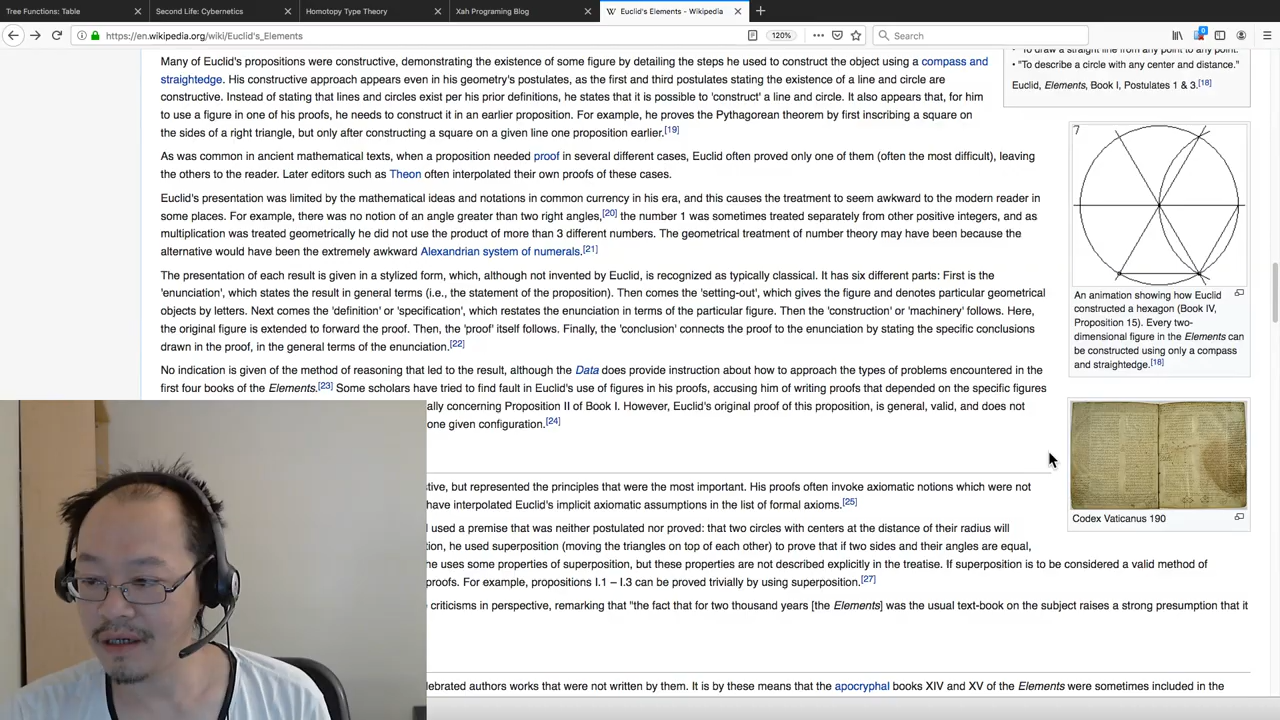 Tree Functions: Table
Second Life: Cybernetics
Homotopy Type Theory
Xah Programing Blog
Euclid's Elements - Wikipedia
https://en.wikipedia.org/wiki/Euclid's_Elements
120%
Search
Many of Euclid's propositions were constructive, demonstrating the existence of some figure by detailing the steps he used to construct the object using a compass and
straightedge. His constructive approach appears even in his geometry's postulates, as the first and third postulates stating the existence of a line and circle are
constructive. Instead of stating that lines and circles exist per his prior definitions, he states that it is possible to 'construct' a line and circle. It also appears that, for him
to use a figure in one of his proofs, he needs to construct it in an earlier proposition. For example, he proves the Pythagorean theorem by first inscribing a square on
the sides of a right triangle, but only after constructing a square on a given line one proposition earlier.[19]
As was common in ancient mathematical texts, when a proposition needed proof in several different cases, Euclid often proved only one of them (often the most difficult), leaving
the others to the reader. Later editors such as Theon often interpolated their own proofs of these cases.
Euclid's presentation was limited by the mathematical ideas and notations in common currency in his era, and this causes the treatment to seem awkward to the modern reader in
some places. For example, there was no notion of an angle greater than two right angles,[20] the number 1 was sometimes treated separately from other positive integers, and as
multiplication was treated geometrically he did not use the product of more than 3 different numbers. The geometrical treatment of number theory may have been because the
alternative would have been the extremely awkward Alexandrian system of numerals.[21]
The presentation of each result is given in a stylized form, which, although not invented by Euclid, is recognized as typically classical. It has six different parts: First is the
'enunciation', which states the result in general terms (i.e., the statement of the proposition). Then comes the 'setting-out', which gives the figure and denotes particular geometrical
objects by letters. Next comes the 'definition' or 'specification', which restates the enunciation in terms of the particular figure. Then the 'construction' or 'machinery' follows. Here,
the original figure is extended to forward the proof. Then, the 'proof' itself follows. Finally, the 'conclusion' connects the proof to the enunciation by stating the specific conclusions
drawn in the proof, in the general terms of the enunciation.[22]
No indication is given of the method of reasoning that led to the result, although the Data does provide instruction about how to approach the types of problems encountered in the
first four books of the Elements.[23] Some scholars have tried to find fault in Euclid's use of figures in his proofs, accusing him of writing proofs that depended on the specific figures
ally concerning Proposition II of Book I. However, Euclid's original proof of this proposition, is general, valid, and does not
one given configuration.[24]
tive, but represented the principles that were the most important. His proofs often invoke axiomatic notions which were not
have interpolated Euclid's implicit axiomatic assumptions in the list of formal axioms.[25]
used a premise that was neither postulated nor proved: that two circles with centers at the distance of their radius will
tion, he used superposition (moving the triangles on top of each other) to prove that if two sides and their angles are equal,
he uses some properties of superposition, but these properties are not described explicitly in the treatise. If superposition is to be considered a valid method of
proofs. For example, propositions I.1 – I.3 can be proved trivially by using superposition.[27]
criticisms in perspective, remarking that "the fact that for two thousand years [the Elements] was the usual text-book on the subject raises a strong presumption that it
lebrated authors works that were not written by them. It is by these means that the apocryphal books XIV and XV of the Elements were sometimes included in the
"To draw a straight line from any point to any point."
• "To describe a circle with any center and distance."
Euclid, Elements, Book I, Postulates 1 & 3.[18]
7
An animation showing how Euclid
constructed a hexagon (Book IV,
Proposition 15). Every two-
dimensional figure in the Elements can
be constructed using only a compass
and straightedge.[18]
Codex Vaticanus 190